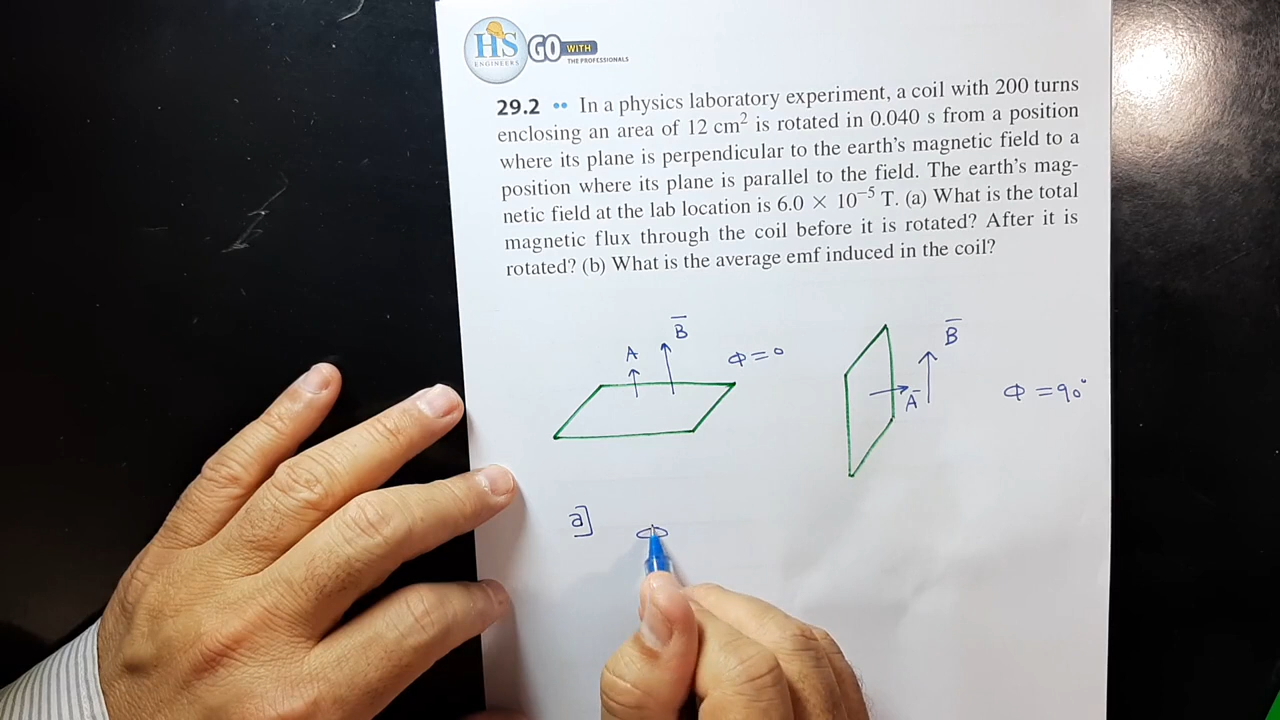 HS
ENGINEERS
GO WITH
THE PROFESSIONALS
29.2 •• In a physics laboratory experiment, a coil with 200 turns
enclosing an area of 12 cm² is rotated in 0.040 s from a position
where its plane is perpendicular to the earth's magnetic field to a
position where its plane is parallel to the field. The earth's mag-
netic field at the lab location is 6.0 × 10⁻⁵ T. (a) What is the total
magnetic flux through the coil before it is rotated? After it is
rotated? (b) What is the average emf induced in the coil?
A
B̅
Φ = 0
B̅
A̅
Φ = 90°
a]